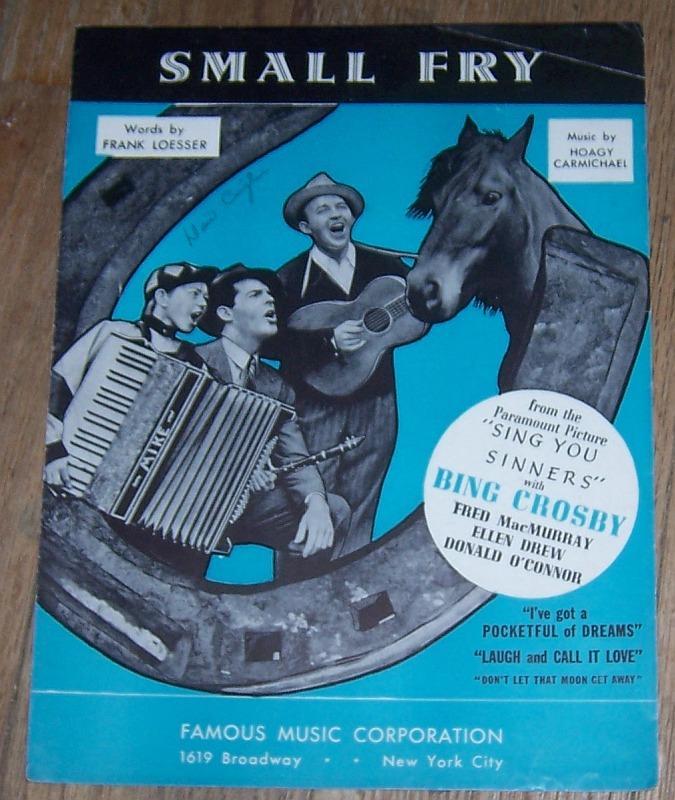 SMALL FRY
Words by
FRANK LOESSER
Music by
HOAGY
CARMICHAEL
MIKE
from the
Paramount Picture
"SING YOU
SINNERS"
with
BING CROSBY
FRED MacMURRAY
ELLEN DREW
DONALD O'CONNOR
"I've got a
POCKETFUL of DREAMS"
"LAUGH and CALL IT LOVE"
"DON'T LET THAT MOON GET AWAY"
FAMOUS MUSIC CORPORATION
1619 Broadway • • New York City